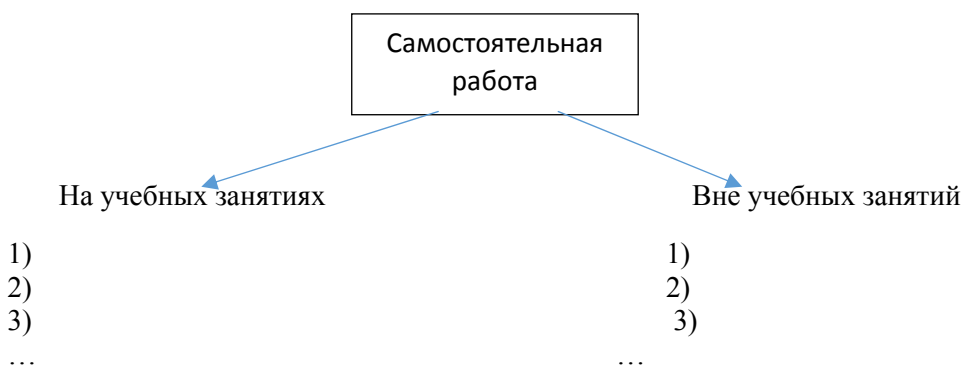 Самостоятельная
работа
На учебных занятиях Вне учебных занятий
1) 1)
2) 2)
3) 3)
… …